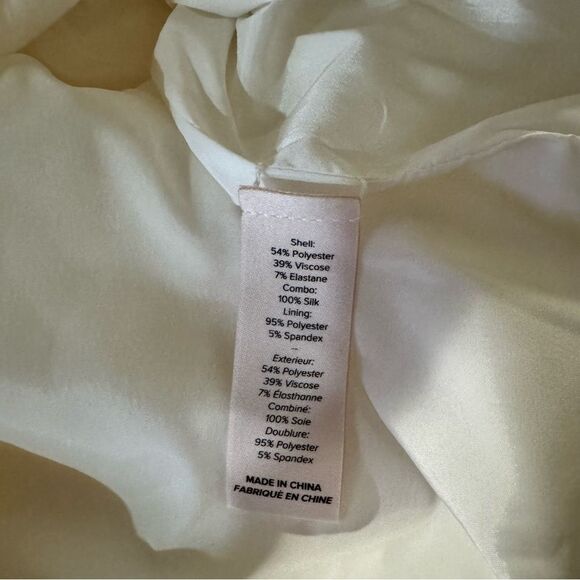 Shell:
54% Polyester
39% Viscose
7% Elastane
Combo:
100% Silk
Lining:
95% Polyester
5% Spandex
--
Exterieur:
54% Polyester
39% Viscose
7% Élasthanne
Combiné:
100% Soie
Doublure:
95% Polyester
5% Spandex
MADE IN CHINA
FABRIQUÉ EN CHINE